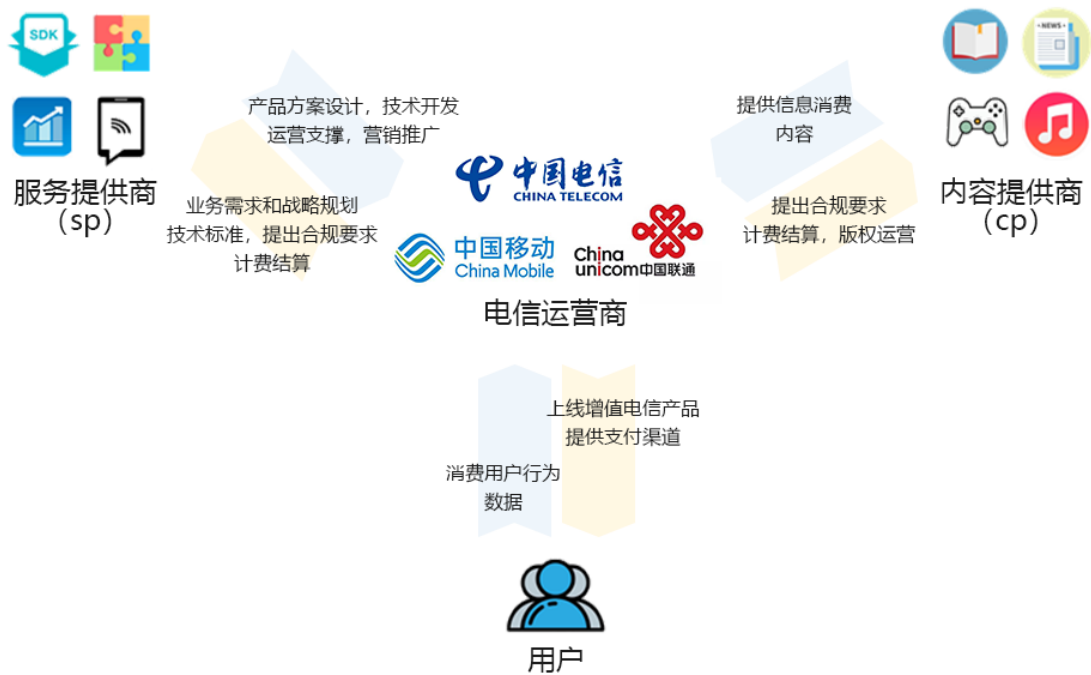 SDK
NEWS
产品方案设计，技术开发
运营支撑，营销推广
提供信息消费
内容
服务提供商
（sp）
中国电信
CHINA TELECOM
内容提供商
（cp）
业务需求和战略规划
技术标准，提出合规要求
计费结算
提出合规要求
计费结算，版权运营
中国移动
China Mobile
China
unicom中国联通
电信运营商
上线增值电信产品
提供支付渠道
消费用户行为
数据
用户